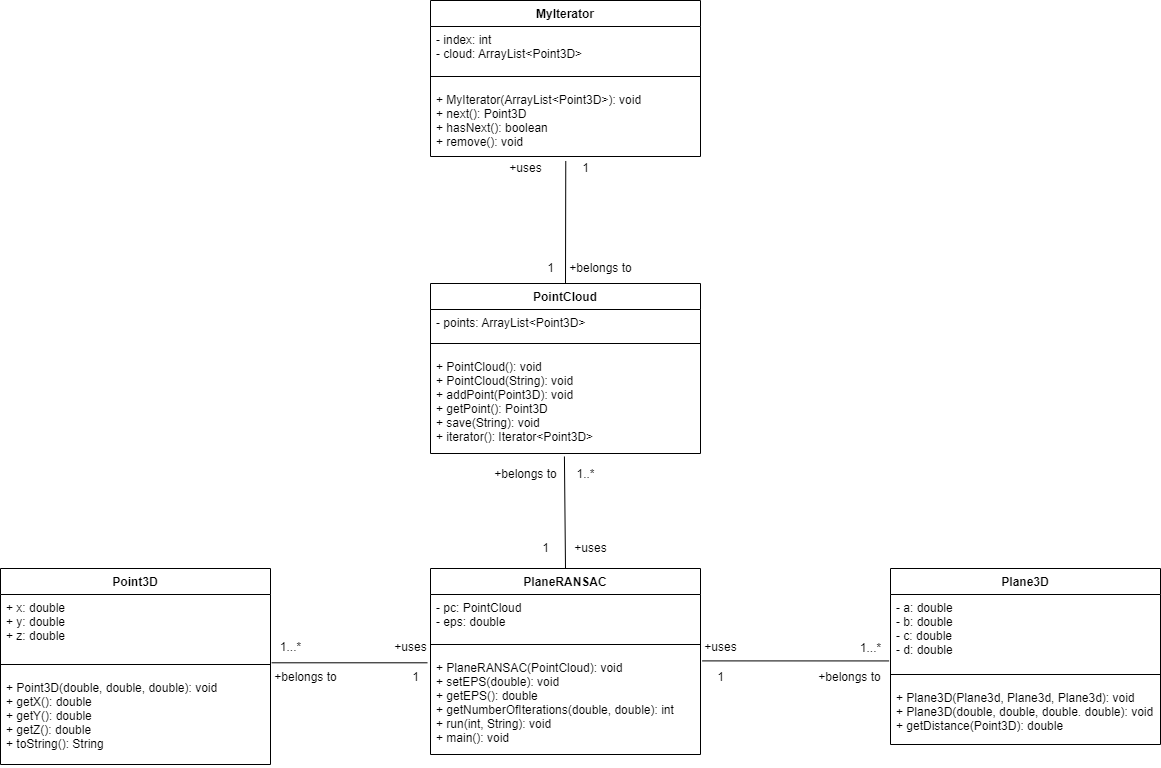 MyIterator
- index: int
- cloud: ArrayList<Point3D>
+ MyIterator(ArrayList<Point3D>): void
+ next(): Point3D
+ hasNext(): boolean
+ remove(): void
+uses
1
1
+belongs to
PointCloud
- points: ArrayList<Point3D>
+ PointCloud(): void
+ PointCloud(String): void
+ addPoint(Point3D): void
+ getPoint(): Point3D
+ save(String): void
+ iterator(): Iterator<Point3D>
+belongs to
1..*
1
+uses
Point3D
+ x: double
+ y: double
+ z: double
+ Point3D(double, double, double): void
+ getX(): double
+ getY(): double
+ getZ(): double
+ toString(): String
1...*
+uses
+belongs to
1
PlaneRANSAC
- pc: PointCloud
- eps: double
+ PlaneRANSAC(PointCloud): void
+ setEPS(double): void
+ getEPS(): double
+ getNumberOfIterations(double, double): int
+ run(int, String): void
+ main(): void
+uses
1...*
1
+belongs to
Plane3D
- a: double
- b: double
- c: double
- d: double
+ Plane3D(Plane3d, Plane3d, Plane3d): void
+ Plane3D(double, double, double. double): void
+ getDistance(Point3D): double